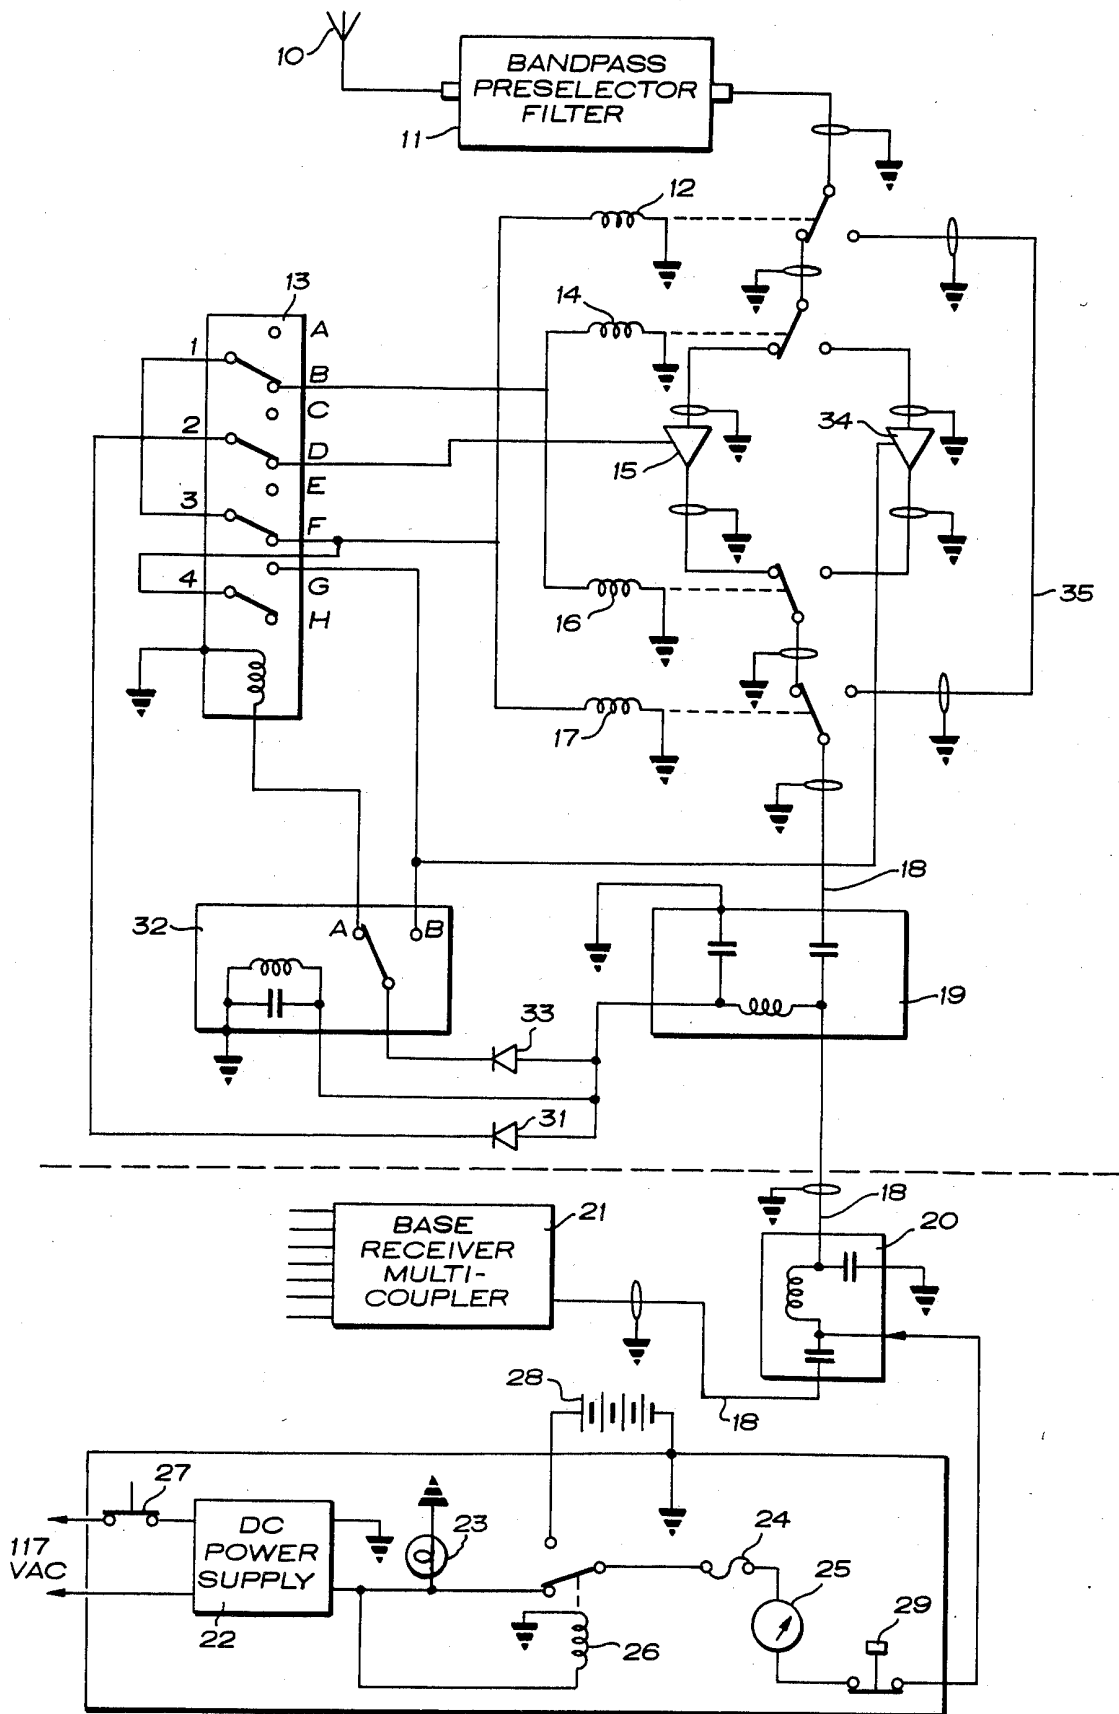 10
BANDPASS
PRESELECTOR
FILTER
11
12
13
A
14
1
B
C
2
D
34
15
E
3
F
4
G
H
16
35
17
18
32
A
B
19
33
31
18
20
21
BASE
RECEIVER
MULTI-
COUPLER
28
18
27
117
VAC
DC
POWER
SUPPLY
22
23
24
25
26
29